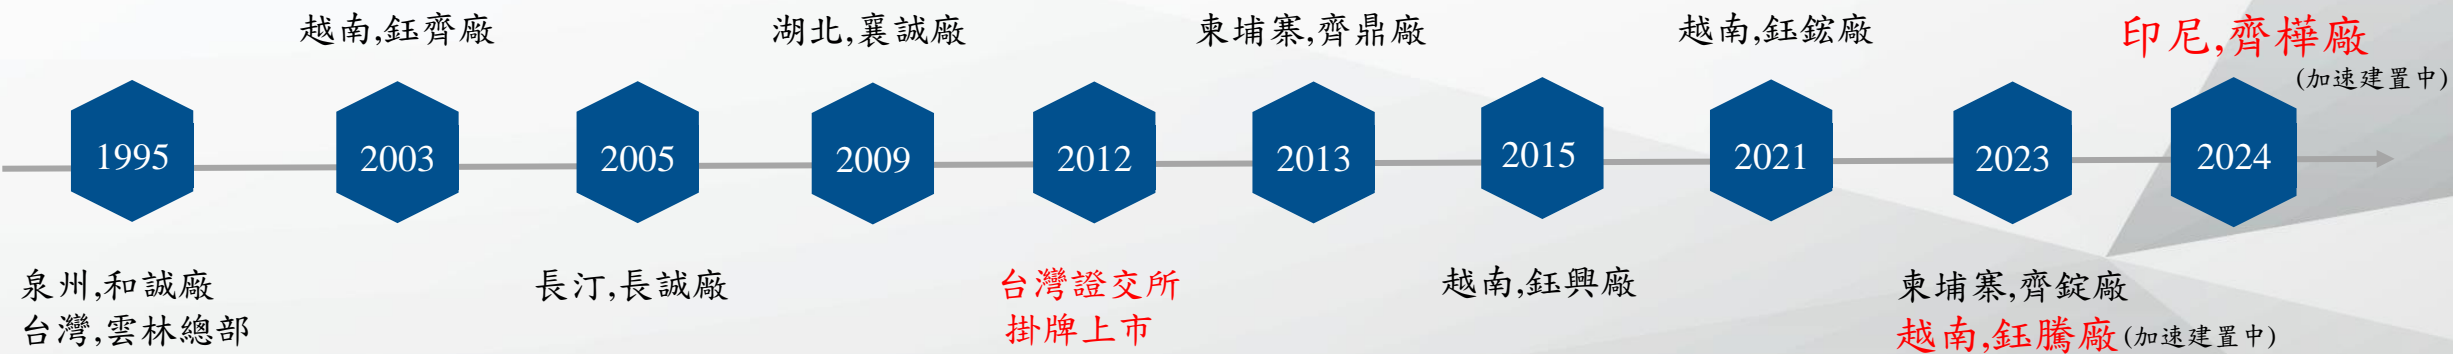 越南,鈺齊廠
湖北,襄誠廠
柬埔寨,齊鼎廠
越南,鈺鋐廠
印尼,齊樺廠
(加速建置中)
1995
2003
2005
2009
2012
2013
2015
2021
2023
2024
泉州,和誠廠
台灣,雲林總部
長汀,長誠廠
台灣證交所
掛牌上市
越南,鈺興廠
柬埔寨,齊錠廠
越南,鈺騰廠(加速建置中)